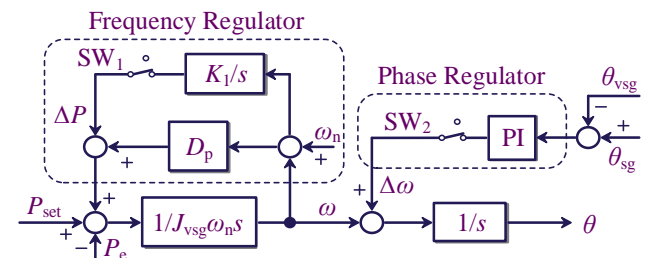 Frequency Regulator
SW₁
K₁/s
Phase Regulator
θvsg
−
ΔP
SW₂
ωn
+
Dp
+
PI
+
θsg
+
+
Δω
Pset
+
1/Jvsgωns
ω
1/s
θ
−
Pe